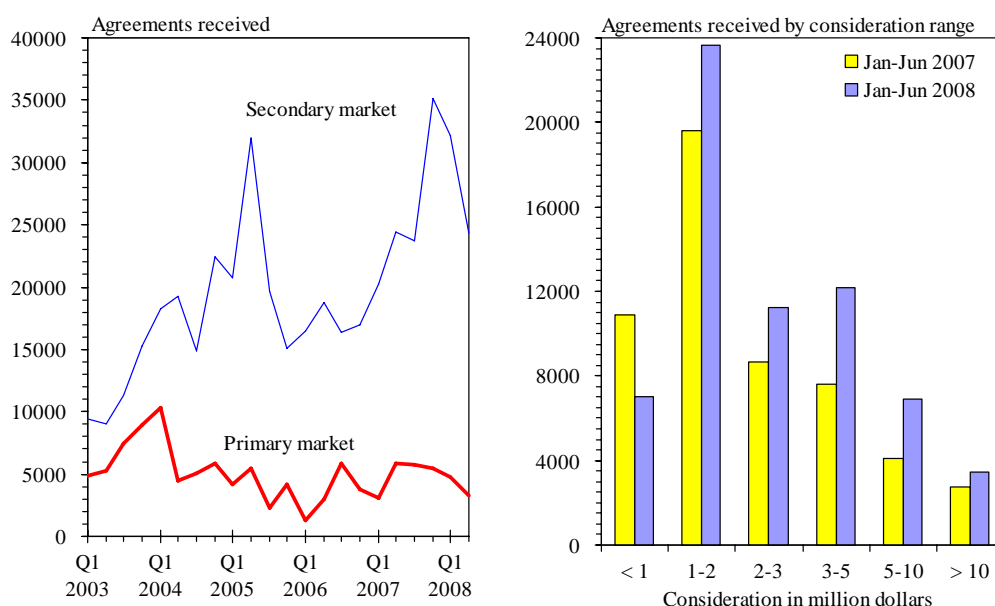 Agreements received
40000
35000
30000
25000
20000
15000
10000
5000
0
Secondary market
Primary market
Q1 Q1 Q1 Q1 Q1 Q1
2003 2004 2005 2006 2007 2008
Agreements received by consideration range
24000
20000
16000
12000
8000
4000
0
Jan-Jun 2007
Jan-Jun 2008
< 1 1-2 2-3 3-5 5-10 > 10
Consideration in million dollars